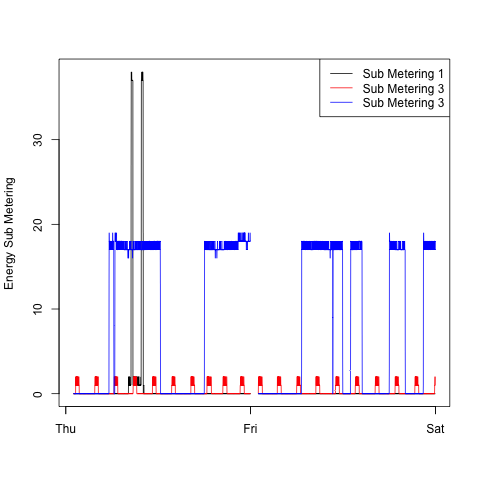 Sub Metering 1
Sub Metering 3
Sub Metering 3
Energy Sub Metering
30
20
10
0
Thu Fri Sat